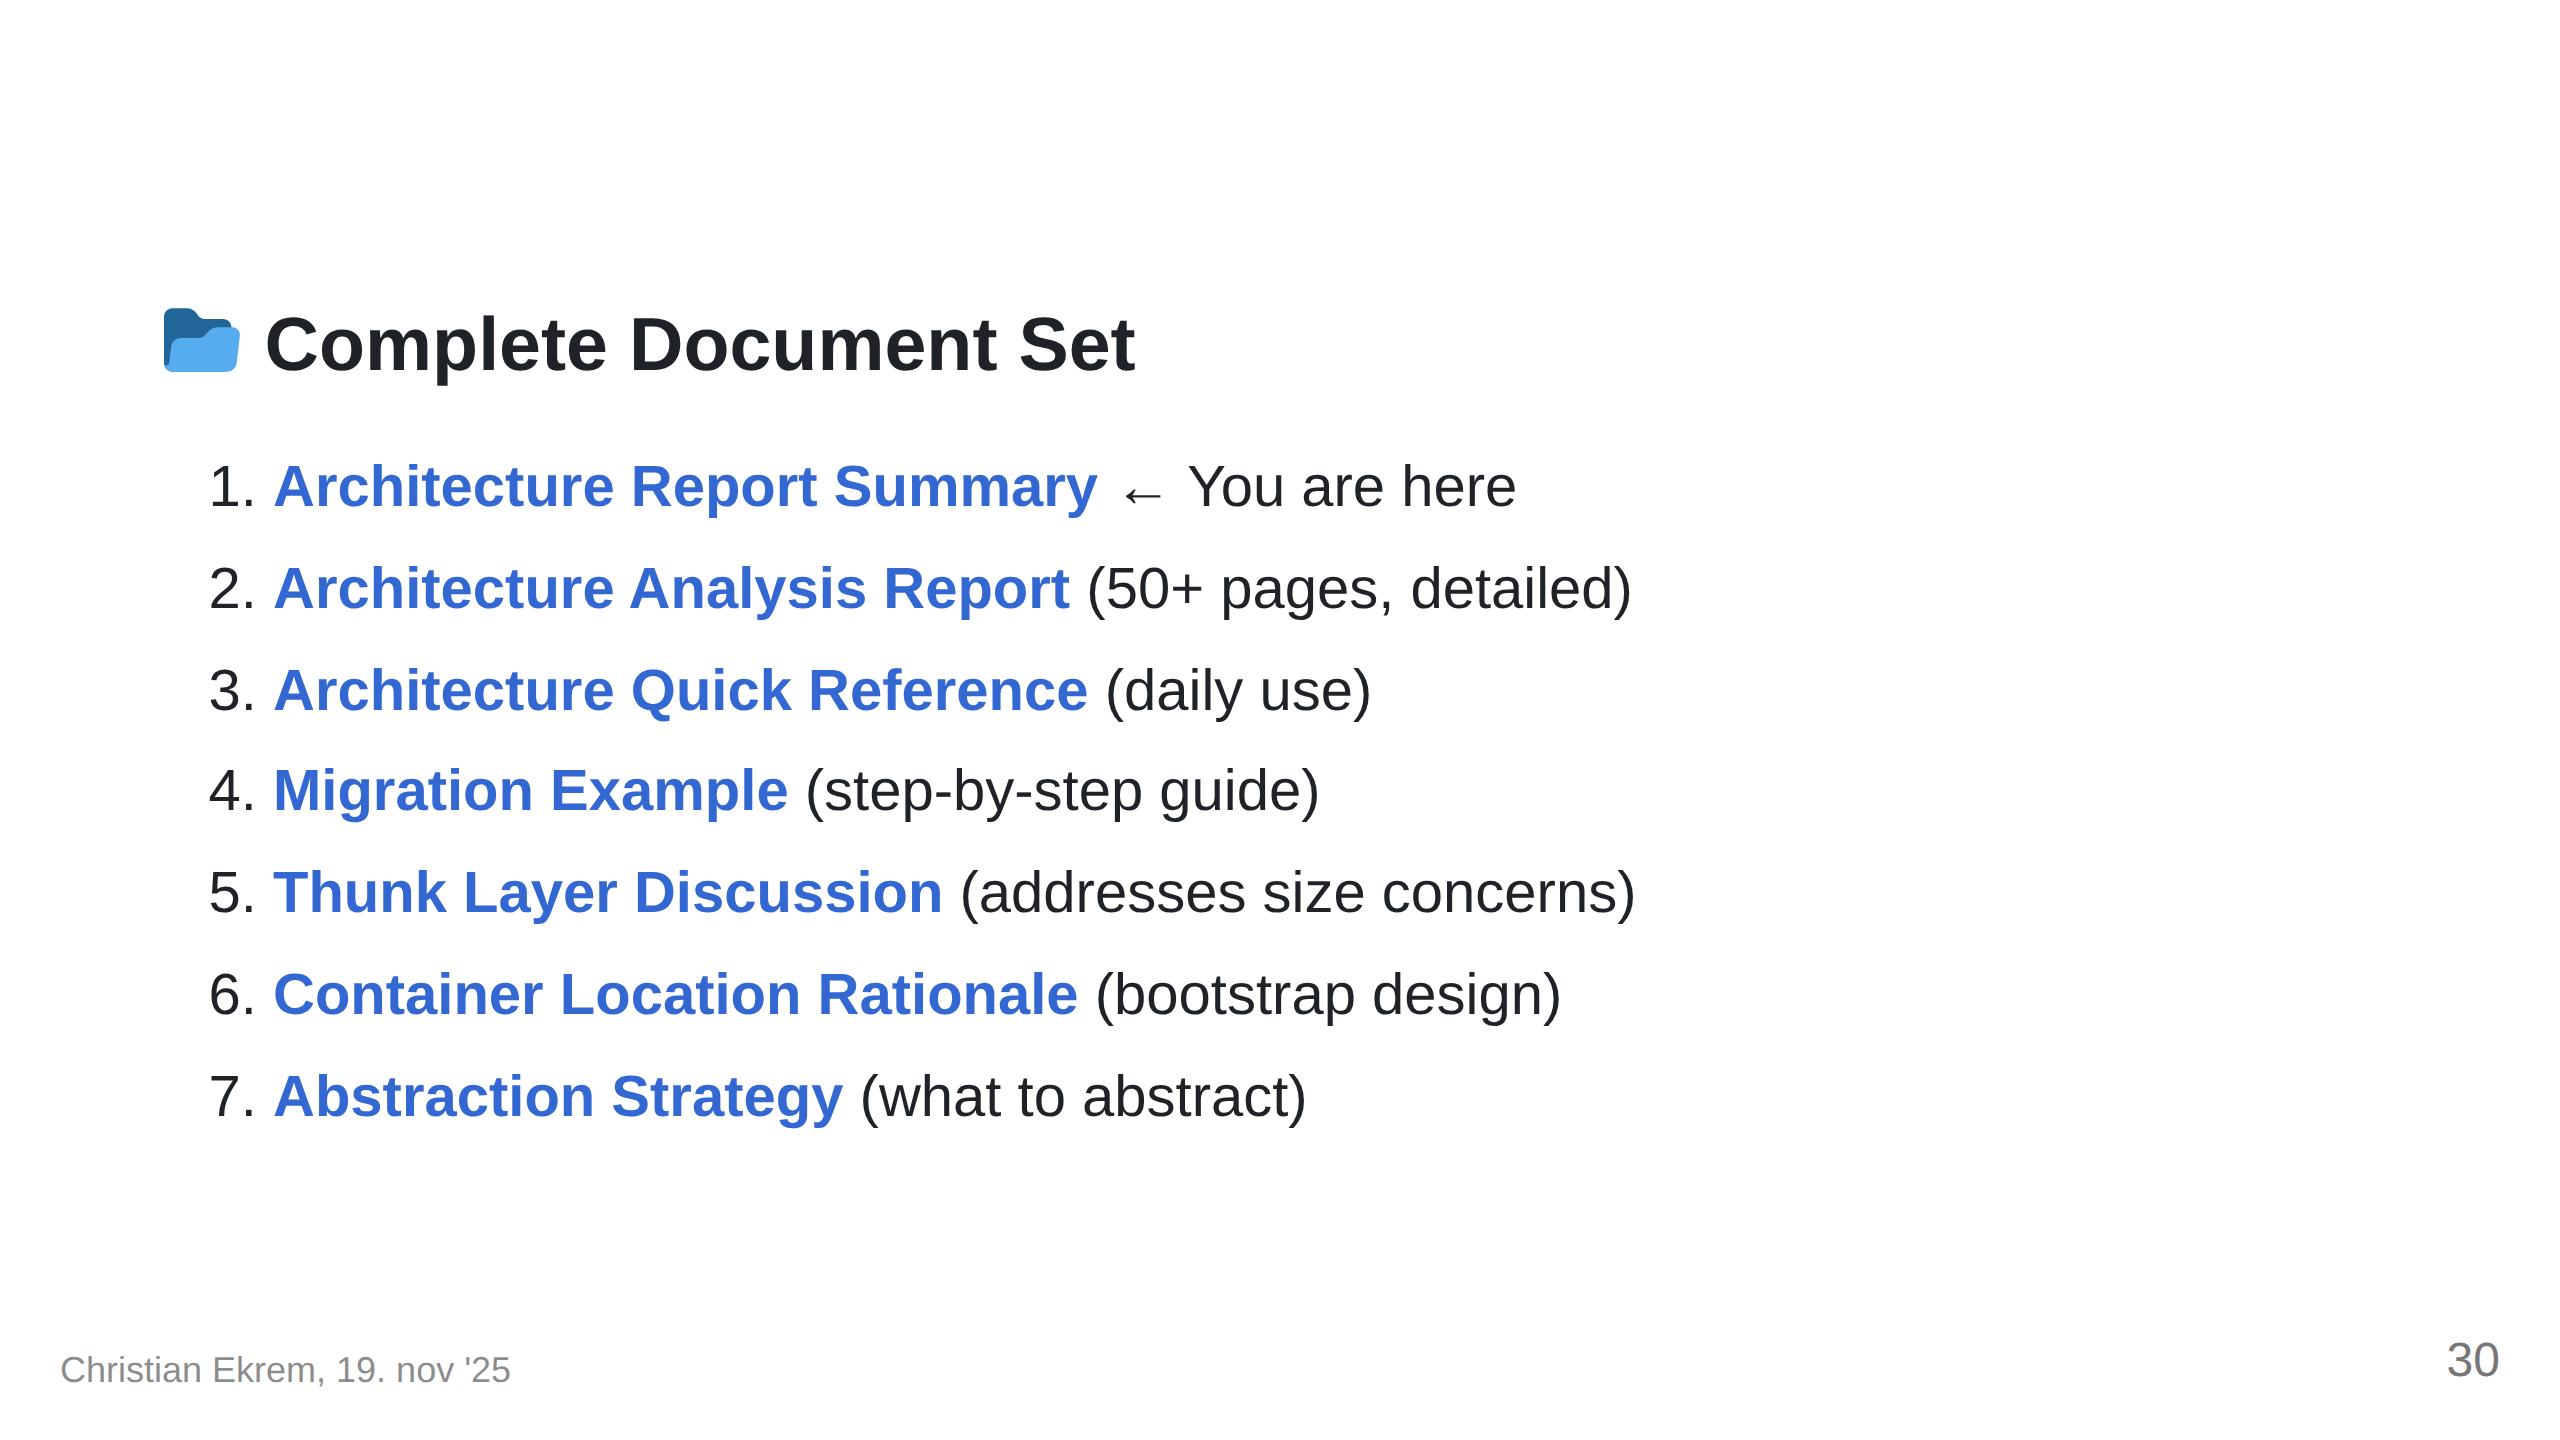 Complete Document Set
1. Architecture Report Summary ← You are here
2. Architecture Analysis Report (50+ pages, detailed)
3. Architecture Quick Reference (daily use)
4. Migration Example (step-by-step guide)
5. Thunk Layer Discussion (addresses size concerns)
6. Container Location Rationale (bootstrap design)
7. Abstraction Strategy (what to abstract)
Christian Ekrem, 19. nov '25
30